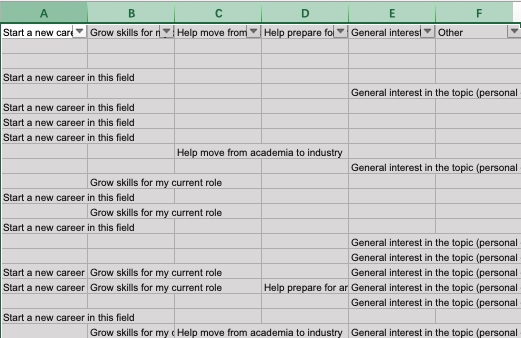 A B C D E F
Start a new care Grow skills for m Help move from Help prepare fo General interest Other
Start a new career in this field
General interest in the topic (personal
Start a new career in this field
Start a new career in this field
Start a new career in this field
Help move from academia to industry
General interest in the topic (personal
Grow skills for my current role
Start a new career in this field
Grow skills for my current role
Start a new career in this field
General interest in the topic (personal
General interest in the topic (personal
Start a new career Grow skills for my current role General interest in the topic (personal
Start a new career Grow skills for my current role Help prepare for an General interest in the topic (personal
General interest in the topic (personal
Start a new career in this field
Grow skills for my c Help move from academia to industry General interest in the topic (personal